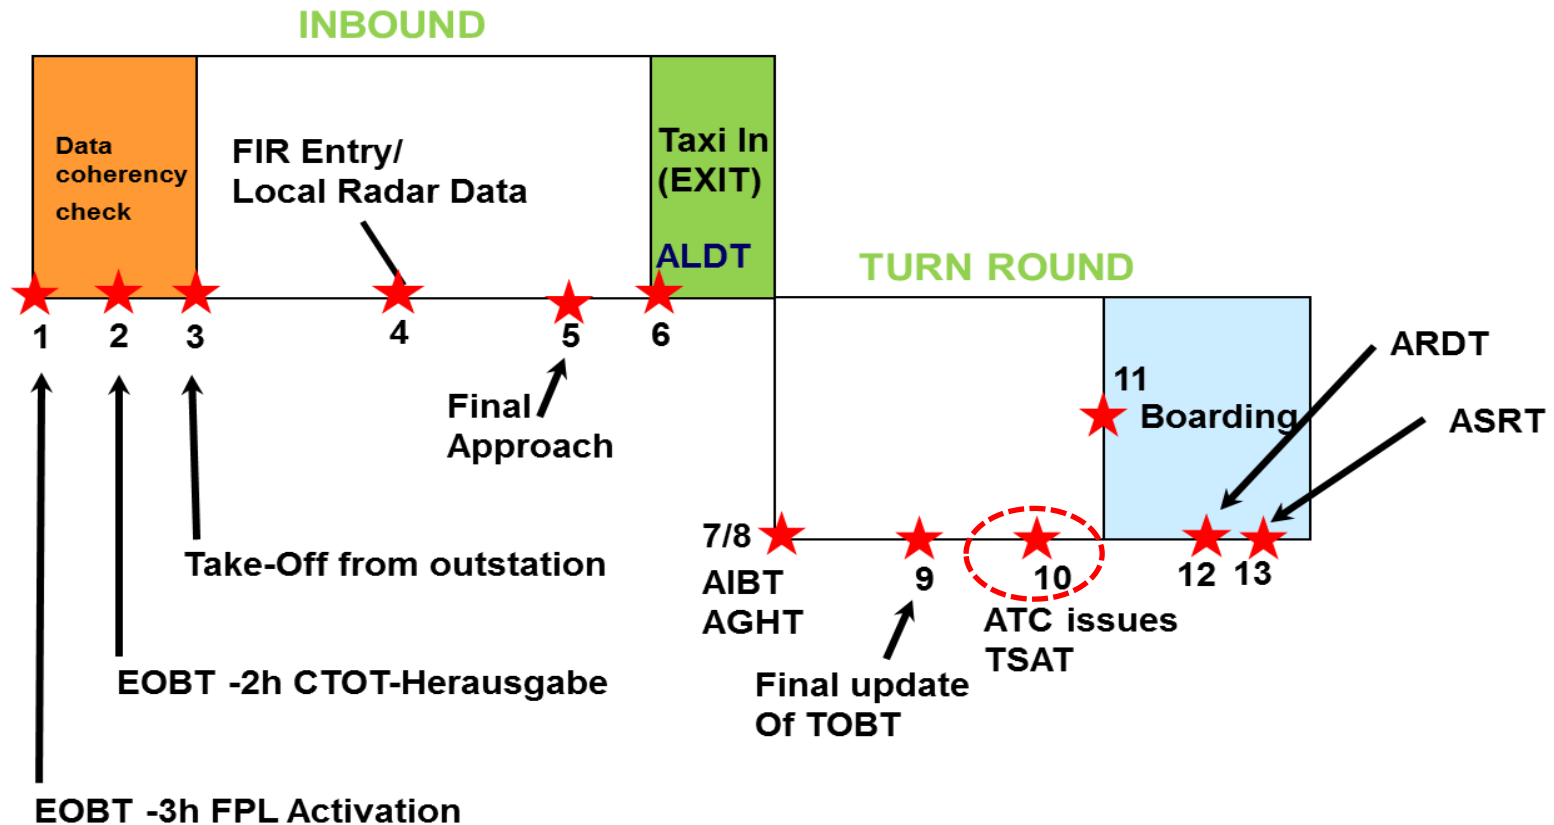 INBOUND
Data
coherency
check
FIR Entry/
Local Radar Data
Taxi In
(EXIT)
ALDT
1
2
3
4
5
6
Final
Approach
Take-Off from outstation
EOBT -2h CTOT-Herausgabe
EOBT -3h FPL Activation
TURN ROUND
11
Boarding
ARDT
ASRT
7/8
AIBT
AGHT
9
10
12
13
Final update
Of TOBT
ATC issues
TSAT